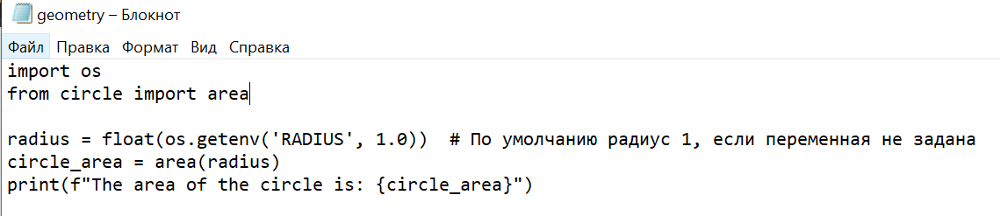 geometry – Блокнот
Файл Правка Формат Вид Справка
import os
from circle import area
radius = float(os.getenv('RADIUS', 1.0))  # По умолчанию радиус 1, если переменная не задана
circle_area = area(radius)
print(f"The area of the circle is: {circle_area}")